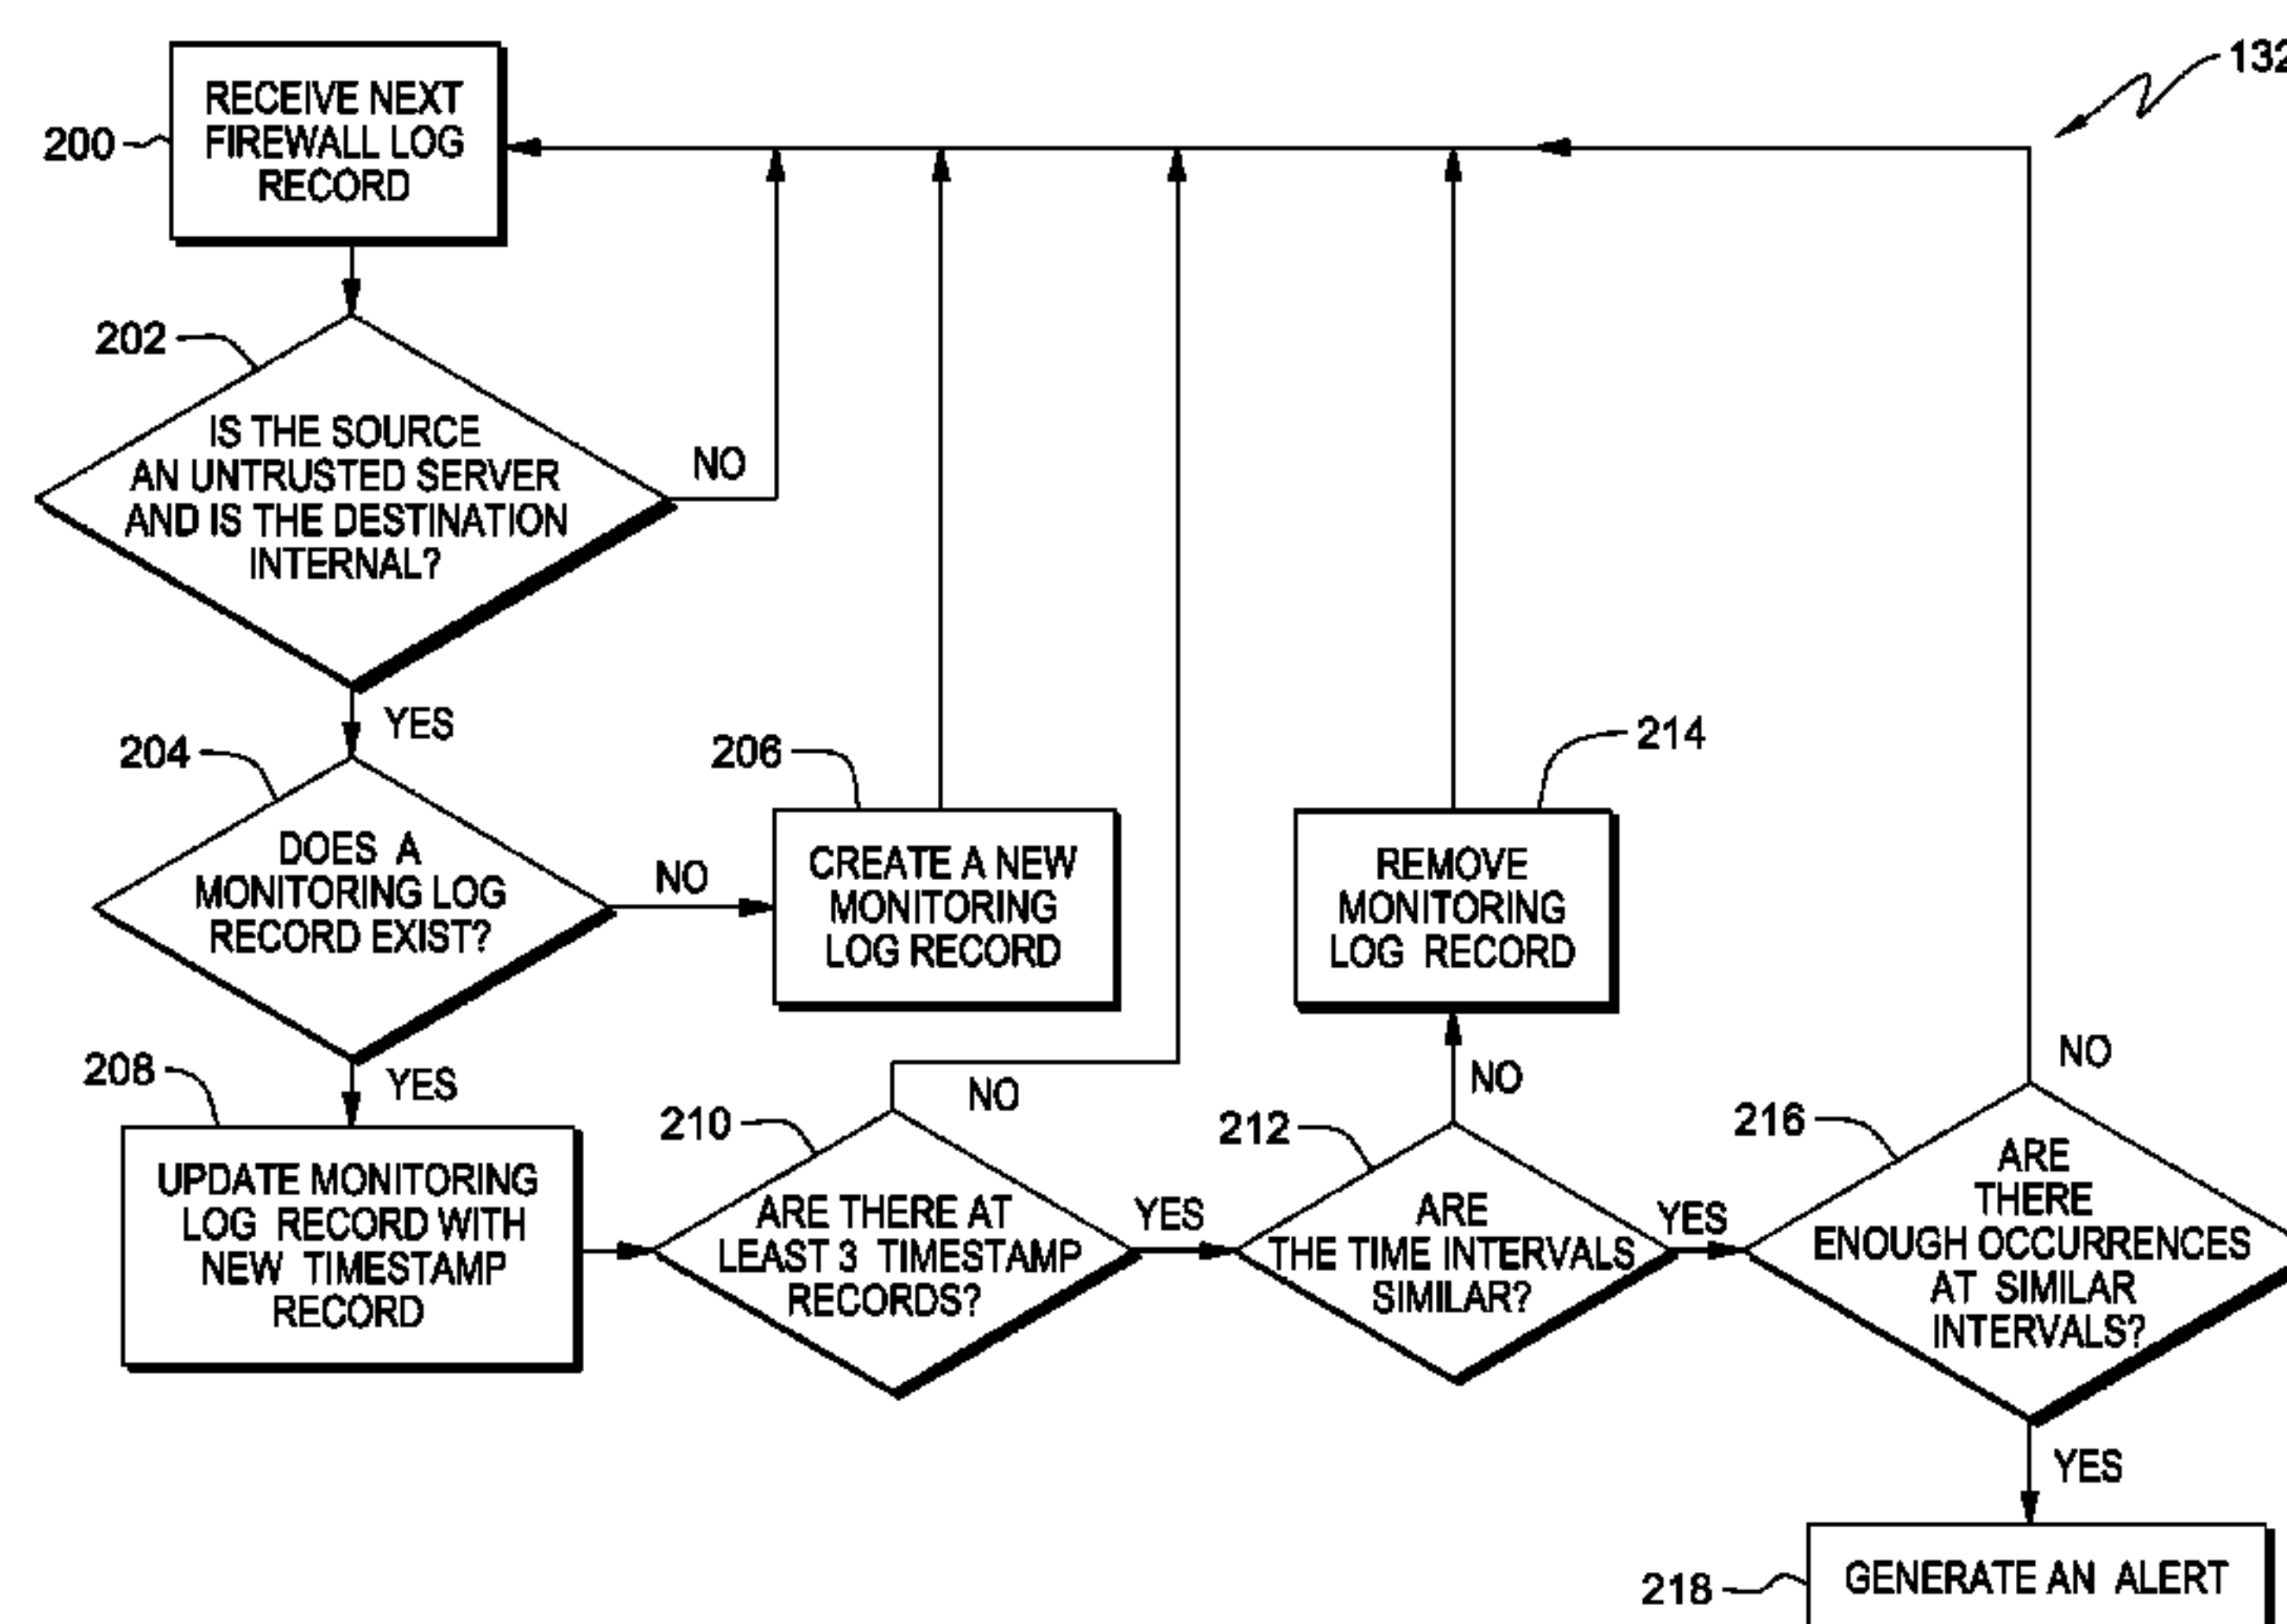 132
200
RECEIVE NEXT
FIREWALL LOG
RECORD
202
IS THE SOURCE
AN UNTRUSTED SERVER
AND IS THE DESTINATION
INTERNAL?
NO
YES
204
DOES A
MONITORING LOG
RECORD EXIST?
NO
206
CREATE A NEW
MONITORING
LOG RECORD
214
REMOVE
MONITORING
LOG RECORD
YES
208
UPDATE MONITORING
LOG RECORD WITH
NEW TIMESTAMP
RECORD
210
NO
ARE THERE AT
LEAST 3 TIMESTAMP
RECORDS?
YES
212
NO
ARE
THE TIME INTERVALS
SIMILAR?
YES
216
NO
ARE
THERE
ENOUGH OCCURRENCES
AT SIMILAR
INTERVALS?
YES
218
GENERATE AN ALERT